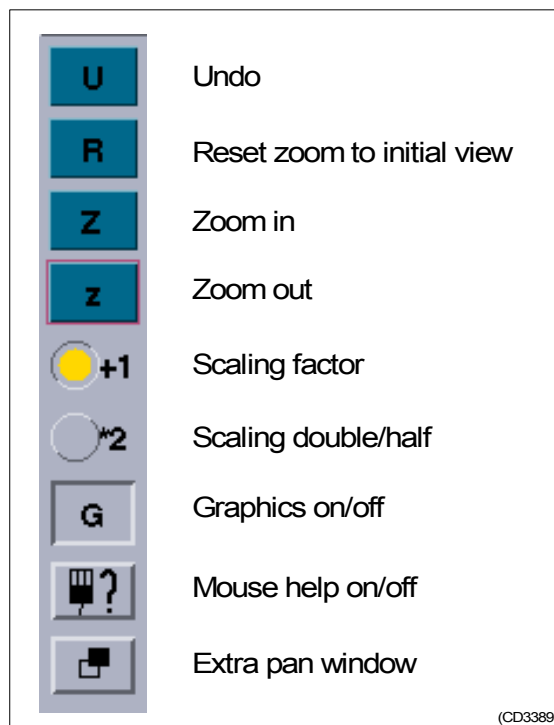 U Undo
R Reset zoom to initial view
Z Zoom in
z Zoom out
+1 Scaling factor
*2 Scaling double/half
G Graphics on/off
? Mouse help on/off
Extra pan window
(CD3389